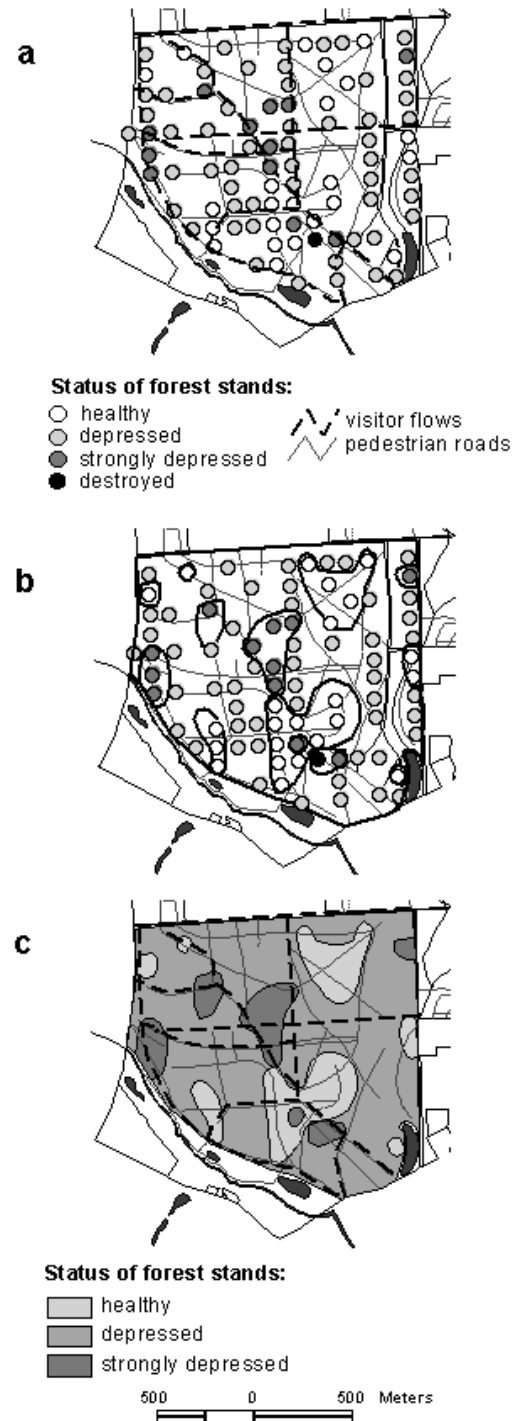 a
Status of forest stands:
healthy
depressed
strongly depressed
destroyed
visitor flows
pedestrian roads
b
c
Status of forest stands:
healthy
depressed
strongly depressed
500 0 500 Meters